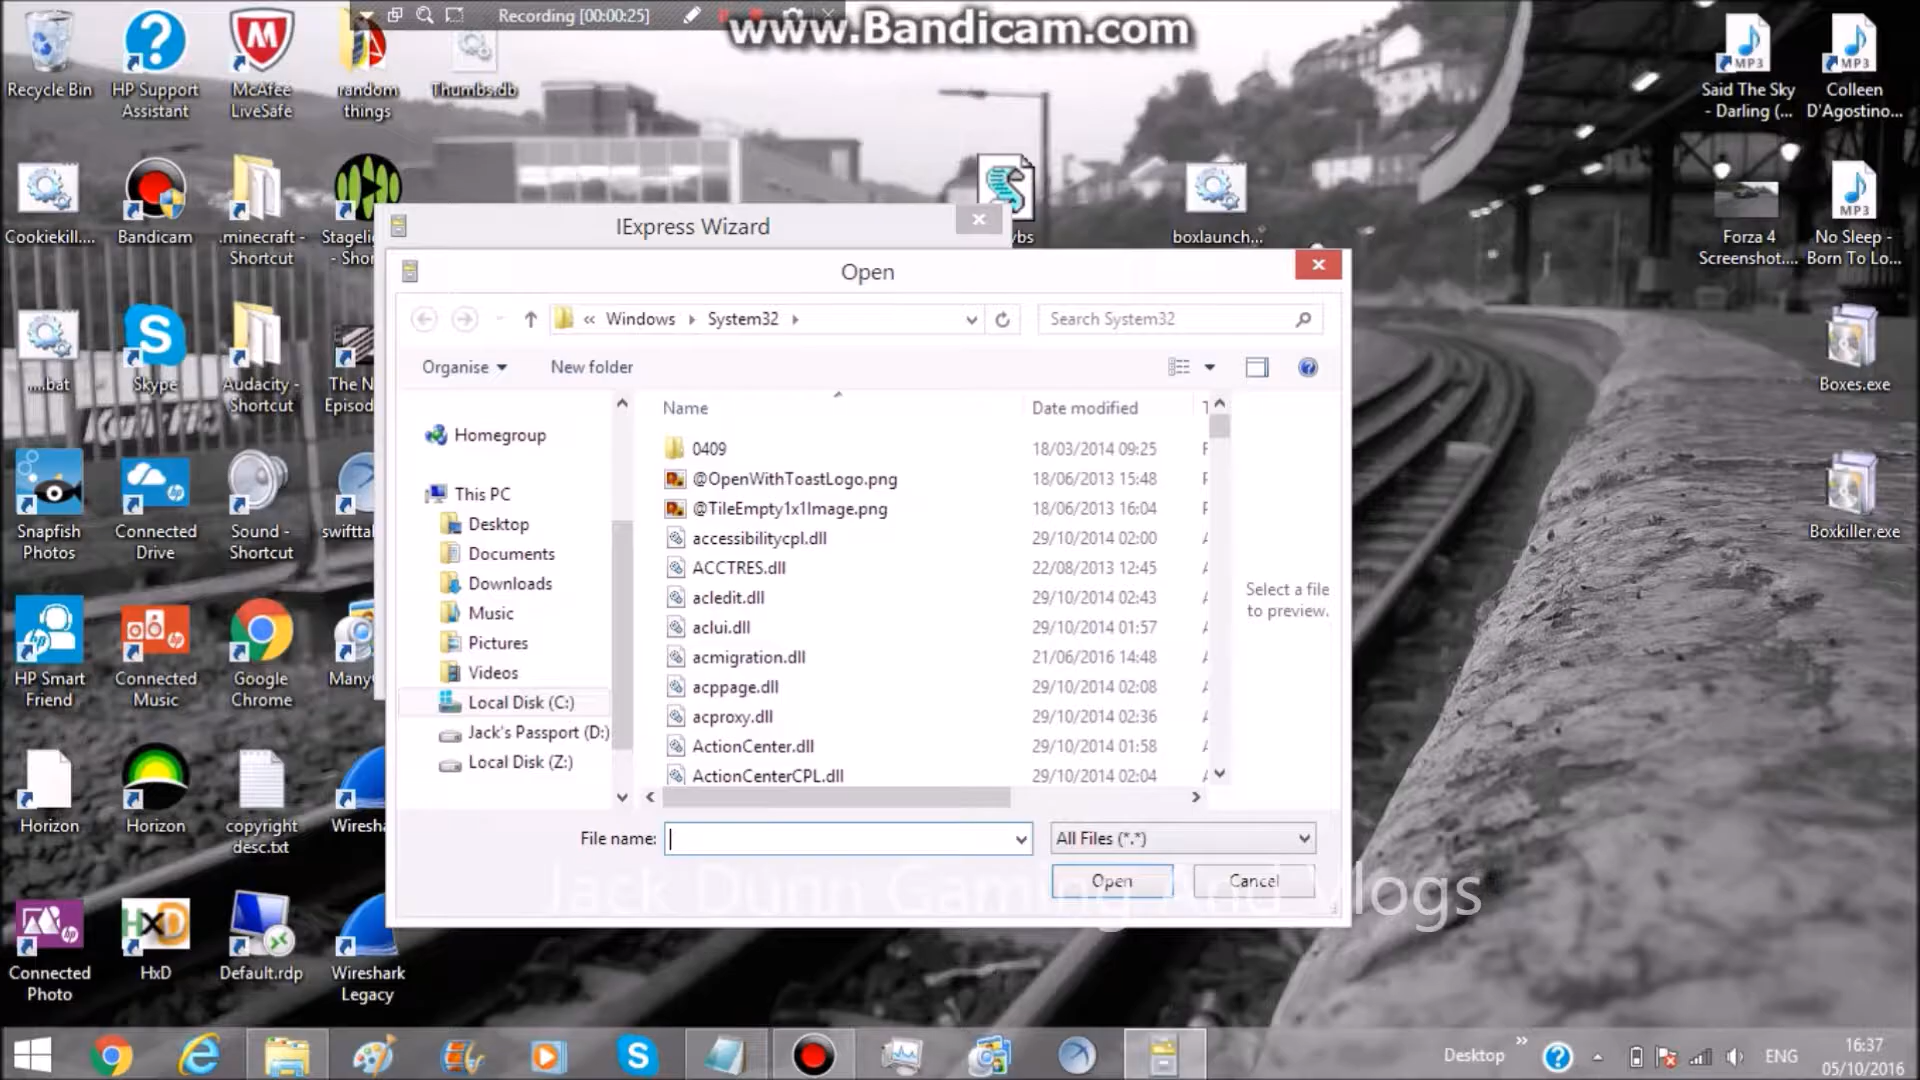 Recording [00:00:25]
www.Bandicam.com
Recycle Bin
HP Support
Assistant
McAfee
LiveSafe
random
things
Thumbs.db
MP3
Said The Sky
- Darling (...
MP3
Colleen
D'Agostino...
Cookiekill....
Bandicam
.minecraft -
Shortcut
boxlaunch...
Forza 4
Screenshot....
MP3
No Sleep -
Born To Lo...
IExpress Wizard
Open
« Windows System32
Search System32
Organise
New folder
Homegroup
This PC
Desktop
Documents
Downloads
Music
Pictures
Videos
Local Disk (C:)
Jack's Passport (D:)
Local Disk (Z:)
Name
Date modified
0409
18/03/2014 09:25
@OpenWithToastLogo.png
18/06/2013 15:48
@TileEmpty1x1Image.png
18/06/2013 16:04
accessibilitycpl.dll
29/10/2014 02:00
ACCTRES.dll
22/08/2013 12:45
acledit.dll
29/10/2014 02:43
aclui.dll
29/10/2014 01:57
acmigration.dll
21/06/2016 14:48
acppage.dll
29/10/2014 02:08
acproxy.dll
29/10/2014 02:36
ActionCenter.dll
29/10/2014 01:58
ActionCenterCPL.dll
29/10/2014 02:04
Select a file
to preview.
File name:
All Files (*.*)
Open
Cancel
Jack Dunn Gaming And Vlogs
....bat
Skype
Audacity -
Shortcut
The N
Episod
Boxes.exe
Snapfish
Photos
Connected
Drive
Sound -
Shortcut
swifttal
Boxkiller.exe
HP Smart
Friend
Connected
Music
Google
Chrome
Many
Horizon
Horizon
copyright
desc.txt
Wiresha
Connected
Photo
HxD
HxD
Default.rdp
Wireshark
Legacy
Desktop
ENG
16:37
05/10/2016